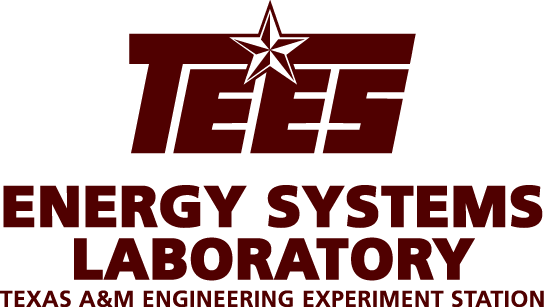 TEES
ENERGY SYSTEMS
LABORATORY
TEXAS A&M ENGINEERING EXPERIMENT STATION